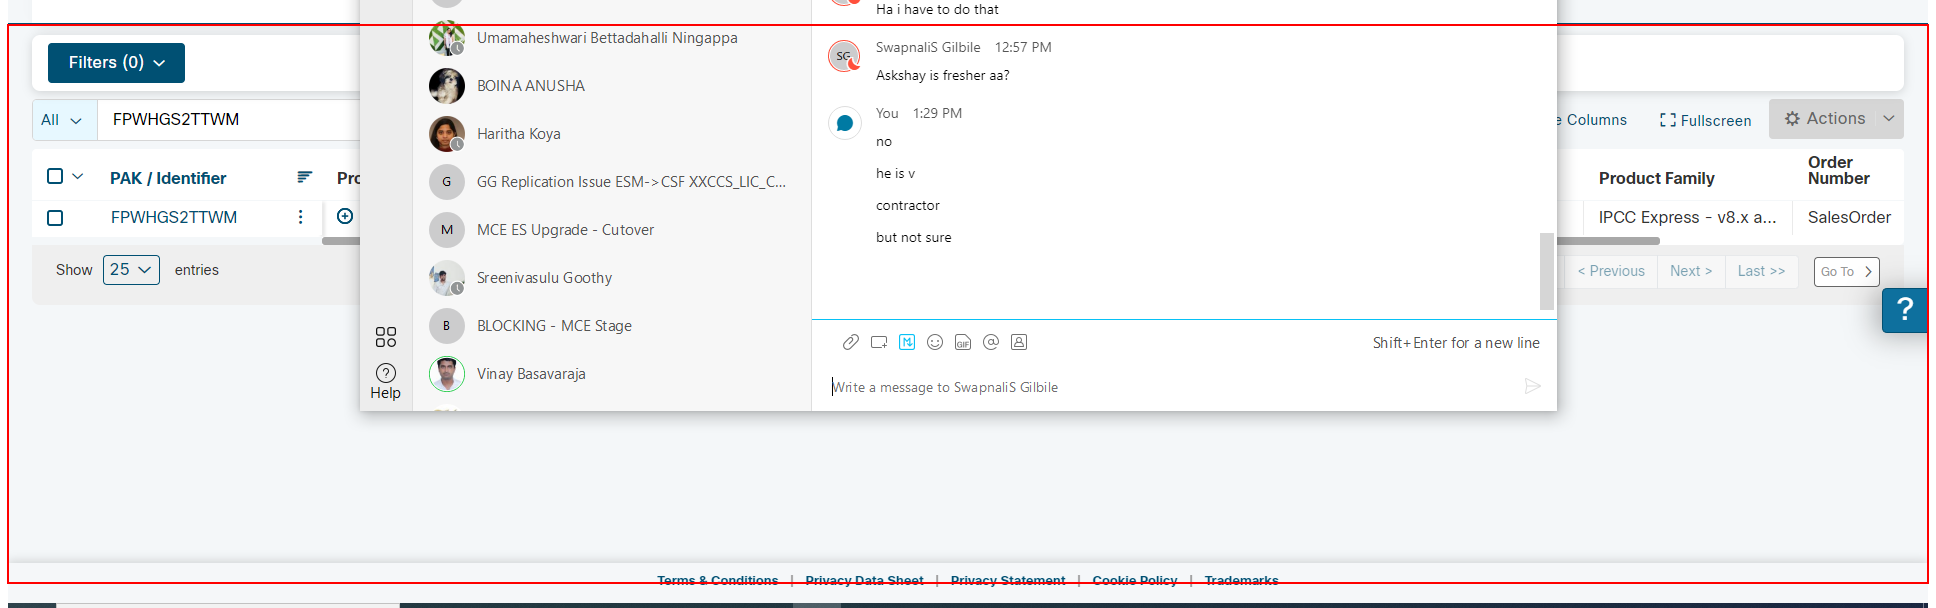 Ha i have to do that
Umamaheshwari Bettadahalli Ningappa
SwapnaliS Gilbile 12:57 PM
Filters (0)
Askshay is fresher aa?
BOINA ANUSHA
You 1:29 PM
All FPWHGS2TTWM
Columns Fullscreen Actions
Haritha Koya
no
he is v
PAK / Identifier
Product Family
Order
Number
G GG Replication Issue ESM->CSF XXCCS_LIC_C...
contractor
FPWHGS2TTWM
IPCC Express - v8.x a... SalesOrder
M MCE ES Upgrade - Cutover
but not sure
Show 25 entries
< Previous Next > Last >> Go To
Sreenivasulu Goothy
?
B BLOCKING - MCE Stage
GIF
Shift+Enter for a new line
Vinay Basavaraja
Help
Write a message to SwapnaliS Gilbile
Terms & Conditions | Privacy Data Sheet | Privacy Statement | Cookie Policy | Trademarks